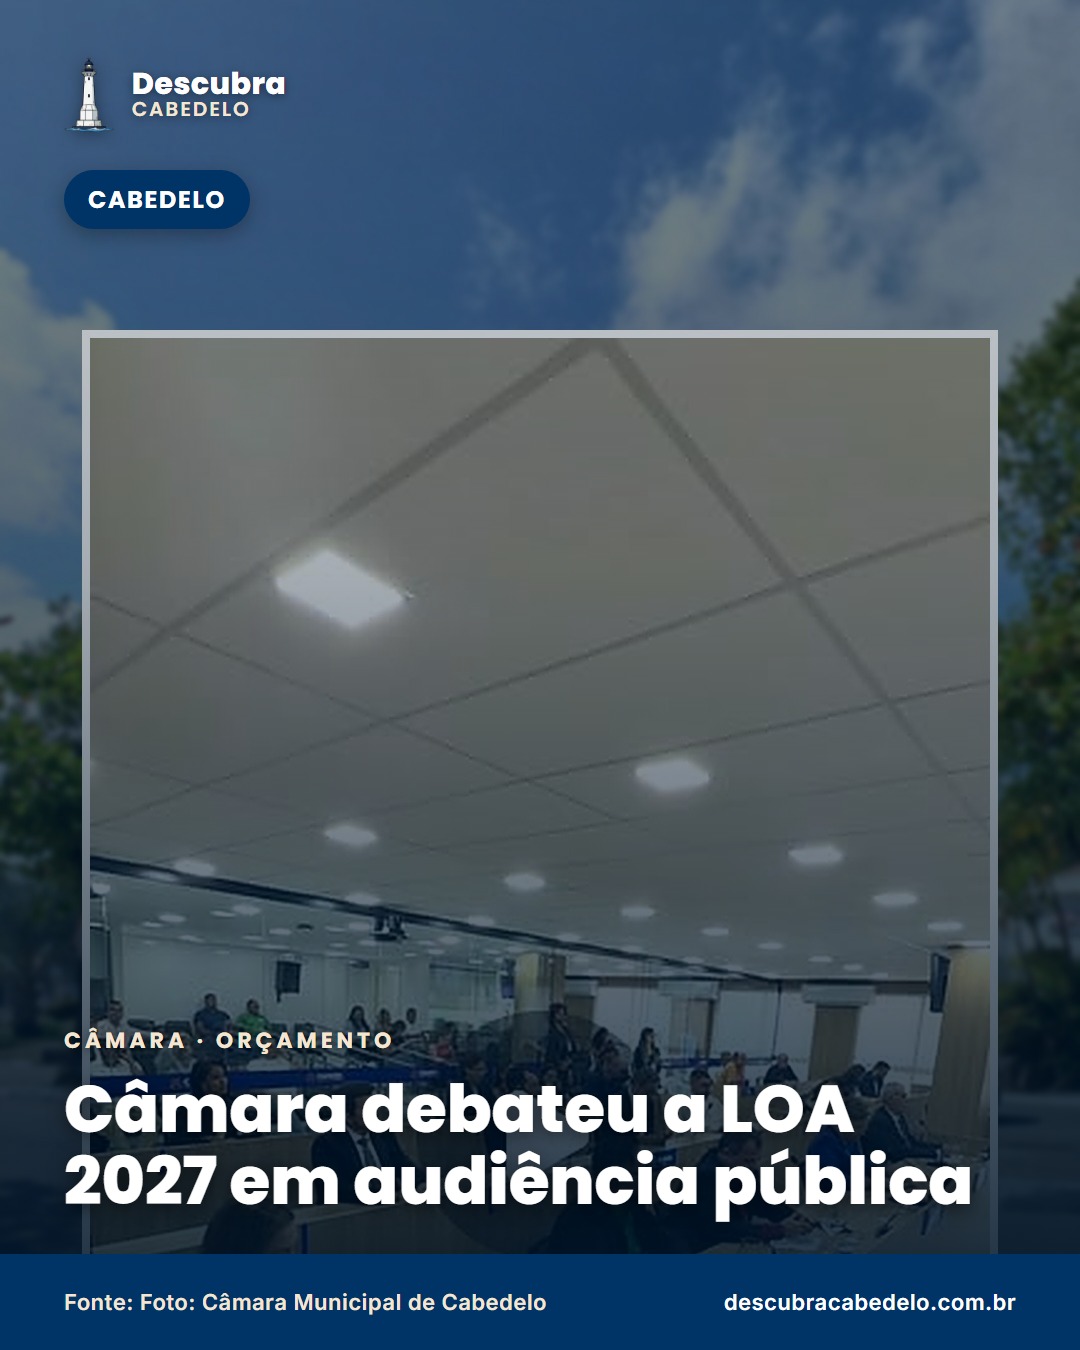 Descubra
CABEDELO
CABEDELO
CÂMARA · ORÇAMENTO
Câmara debateu a LOA
2027 em audiência pública
Fonte: Foto: Câmara Municipal de Cabedelo
descubracabedelo.com.br